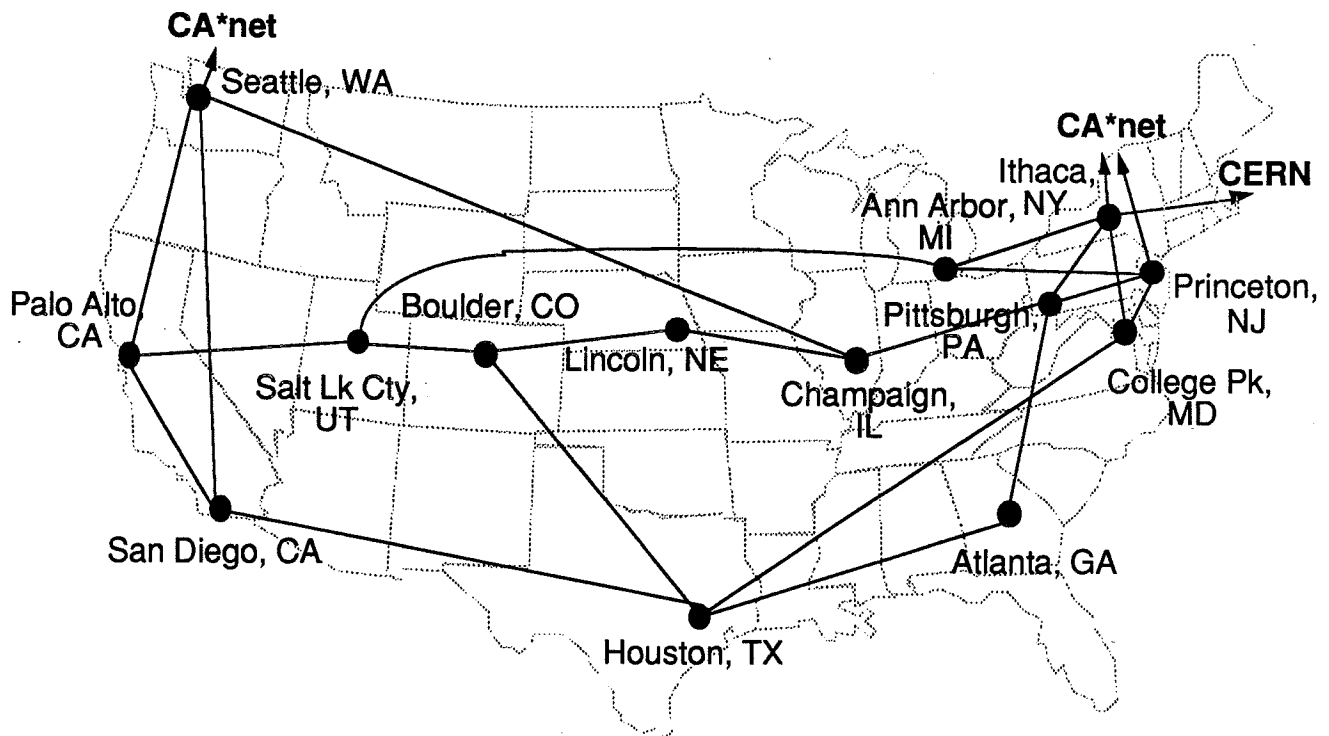 CA*net
Seattle, WA
CA*net
Ithaca,
NY
CERN
Ann Arbor,
MI
Palo Alto,
CA
Boulder, CO
Pittsburgh,
PA
Princeton,
NJ
Salt Lk Cty,
UT
Lincoln, NE
Champaign,
IL
College Pk,
MD
San Diego, CA
Atlanta, GA
Houston, TX